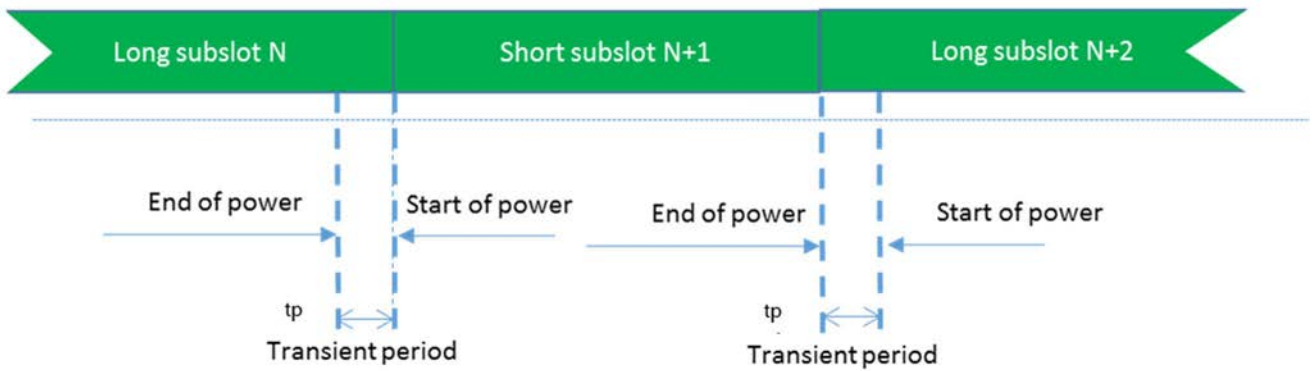 Long subslot N
Short subslot N+1
Long subslot N+2
End of power
Start of power
End of power
Start of power
tp
tp
Transient period
Transient period